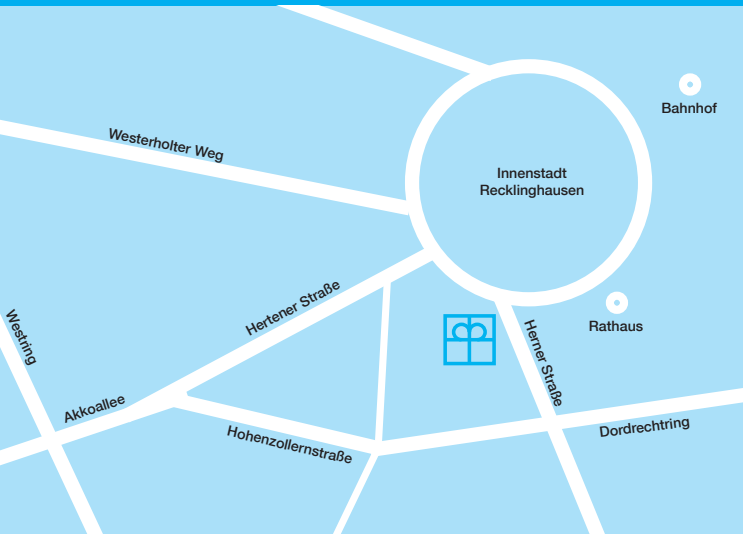 Bahnhof
Westerholter Weg
Innenstadt
Recklinghausen
Hertener Straße
Westring
Rathaus
Herner Straße
Akkoallee
Hohenzollernstraße
Dordrechtring